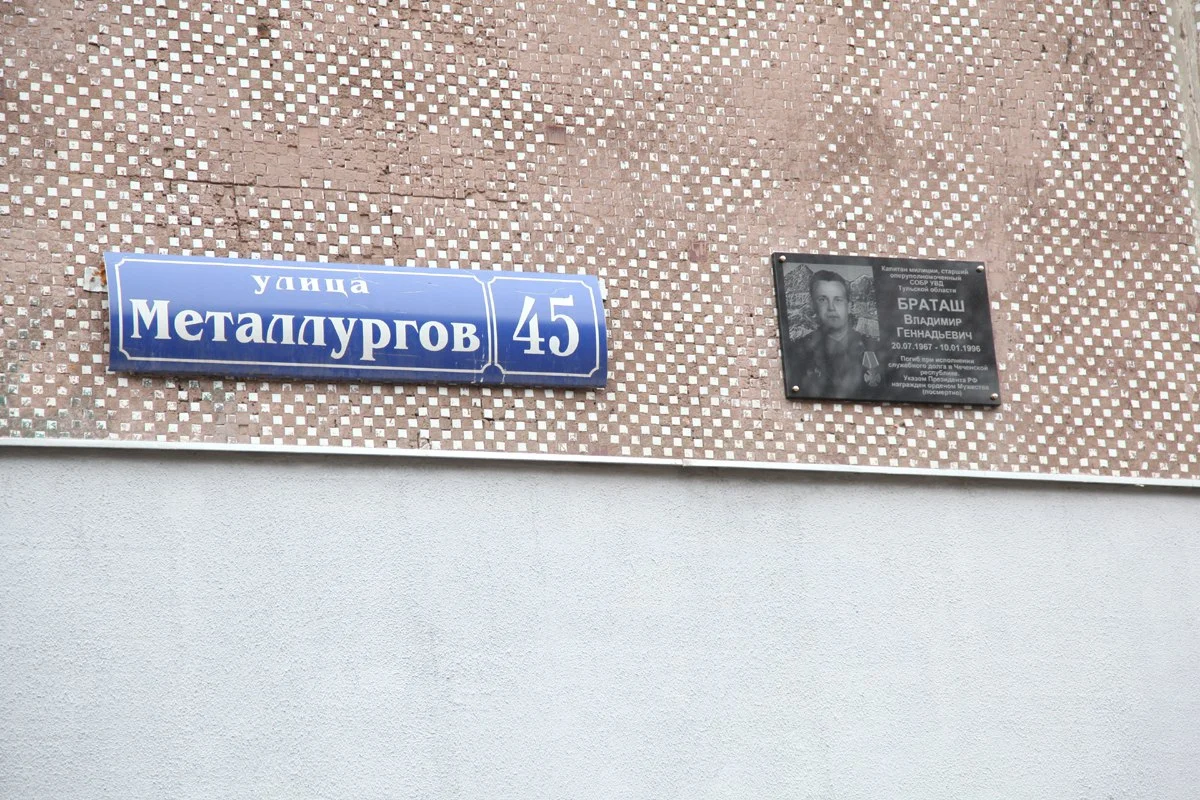 улица
Металлургов
45
Капитан милиции, старший
оперуполномоченный
СОБР УВД
Тульской области
БРАТАШ
ВЛАДИМИР
ГЕННАДЬЕВИЧ
20.07.1967 - 10.01.1996
Погиб при исполнении
служебного долга в Чеченской
республике.
Указом Президента РФ
награжден орденом Мужества
(посмертно)